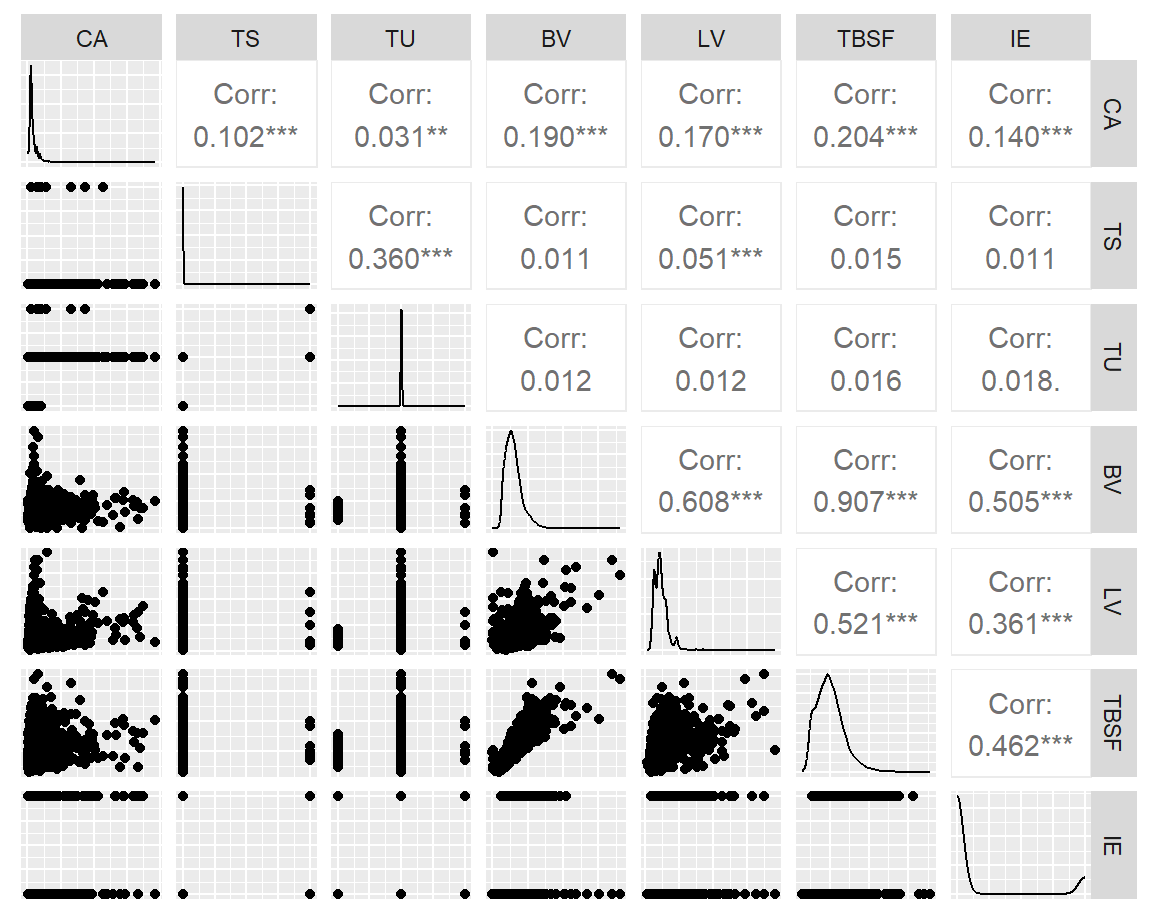 CA TS TU BV LV TBSF IE
Corr: Corr: Corr: Corr: Corr: Corr: CA
0.102*** 0.031** 0.190*** 0.170*** 0.204*** 0.140***
Corr: Corr: Corr: Corr: Corr: TS
0.360*** 0.011 0.051*** 0.015 0.011
Corr: Corr: Corr: Corr: TU
0.012 0.012 0.016 0.018.
Corr: Corr: Corr: BV
0.608*** 0.907*** 0.505***
Corr: Corr: LV
0.521*** 0.361***
Corr: TBSF
0.462***
IE